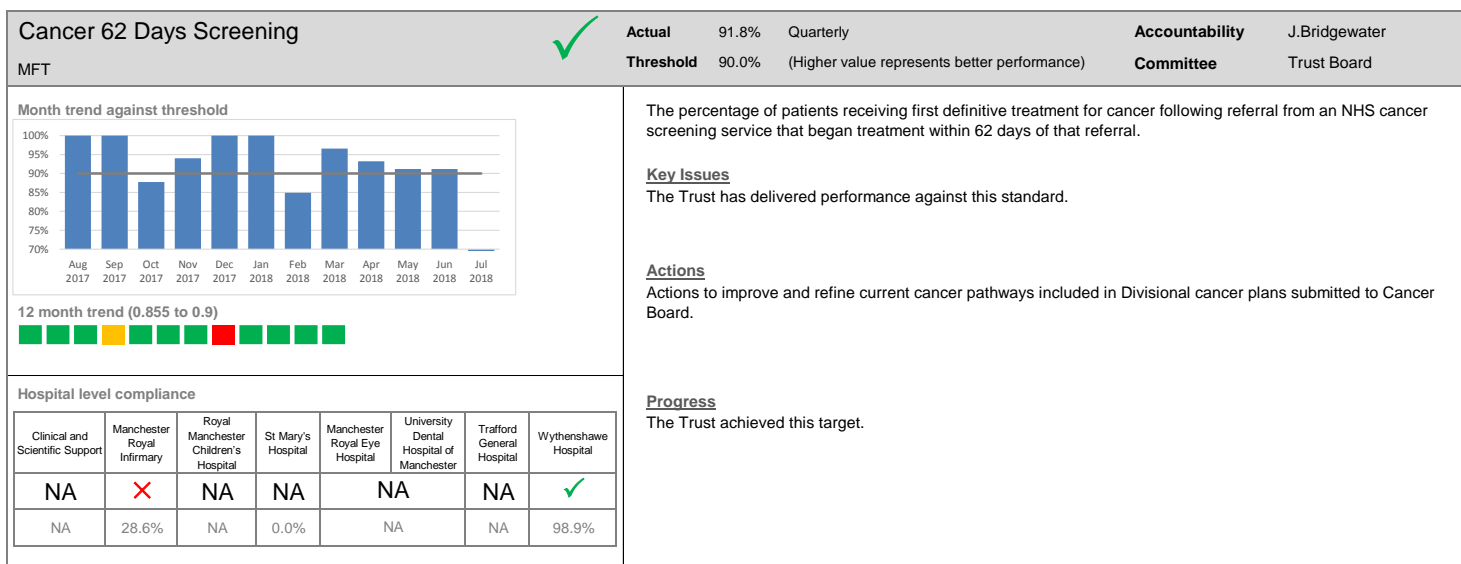 Cancer 62 Days Screening
MFT
Actual 91.8% Quarterly
Threshold 90.0% (Higher value represents better performance)
Accountability J.Bridgewater
Committee Trust Board
Month trend against threshold
100%
95%
90%
85%
80%
75%
70%
Aug 2017 Sep 2017 Oct 2017 Nov 2017 Dec 2017 Jan 2018 Feb 2018 Mar 2018 Apr 2018 May 2018 Jun 2018 Jul 2018
12 month trend (0.855 to 0.9)
The percentage of patients receiving first definitive treatment for cancer following referral from an NHS cancer
screening service that began treatment within 62 days of that referral.
Key Issues
The Trust has delivered performance against this standard.
Actions
Actions to improve and refine current cancer pathways included in Divisional cancer plans submitted to Cancer
Board.
Progress
The Trust achieved this target.
Hospital level compliance
Clinical and Scientific Support
Manchester Royal Infirmary
Royal Manchester Children's Hospital
St Mary's Hospital
Manchester Royal Eye Hospital
University Dental Hospital of Manchester
Trafford General Hospital
Wythenshawe Hospital
NA ✕ NA NA NA NA ✓
NA 28.6% NA 0.0% NA NA 98.9%